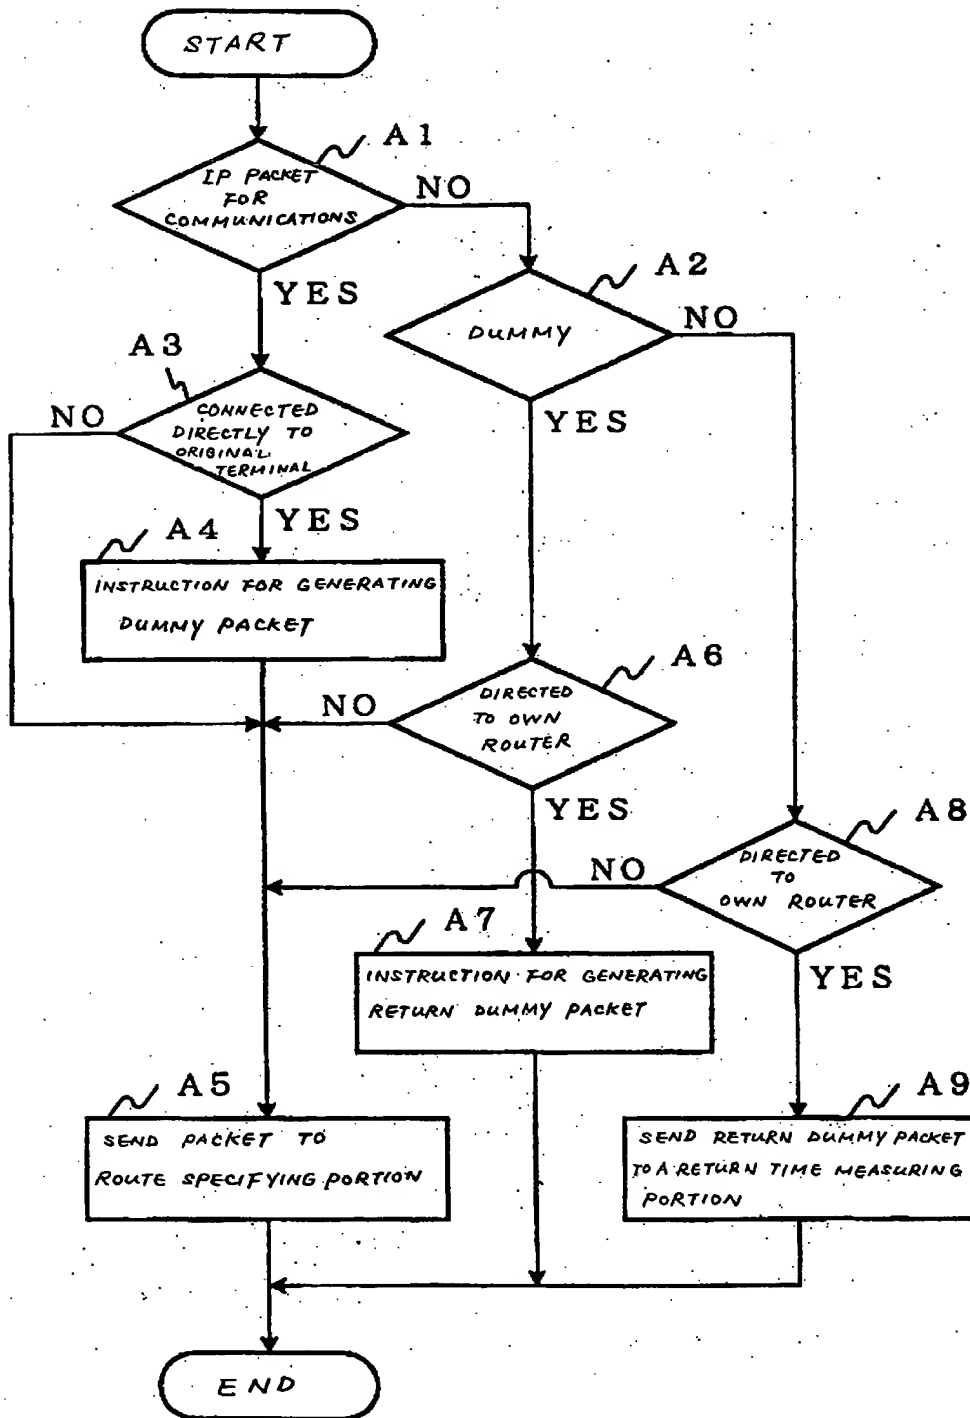 START
A1
IP PACKET
FOR
COMMUNICATIONS
NO
YES
A2
DUMMY
NO
YES
A3
CONNECTED
DIRECTLY TO
ORIGINAL
TERMINAL
NO
YES
A4
INSTRUCTION FOR GENERATING
DUMMY PACKET
A6
DIRECTED
TO OWN
ROUTER
NO
YES
A8
DIRECTED
TO
OWN ROUTER
NO
YES
A7
INSTRUCTION FOR GENERATING
RETURN DUMMY PACKET
A5
SEND PACKET TO
ROUTE SPECIFYING PORTION
A9
SEND RETURN DUMMY PACKET
TO A RETURN TIME MEASURING
PORTION
END